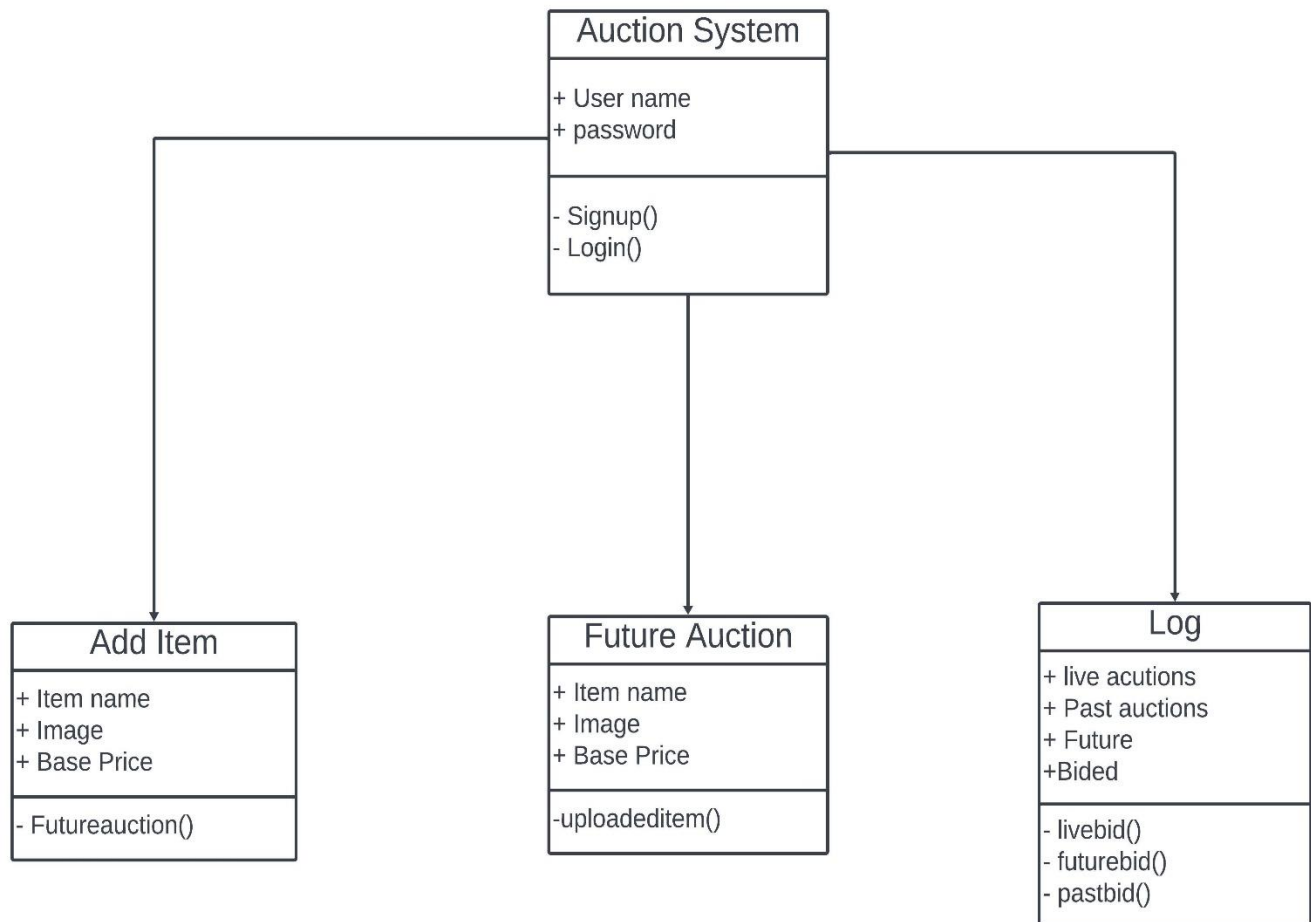 Auction System
+ User name
+ password
- Signup()
- Login()
Add Item
+ Item name
+ Image
+ Base Price
- Futureauction()
Future Auction
+ Item name
+ Image
+ Base Price
-uploadeditem()
Log
+ live acutions
+ Past auctions
+ Future
+Bided
- livebid()
- futurebid()
- pastbid()